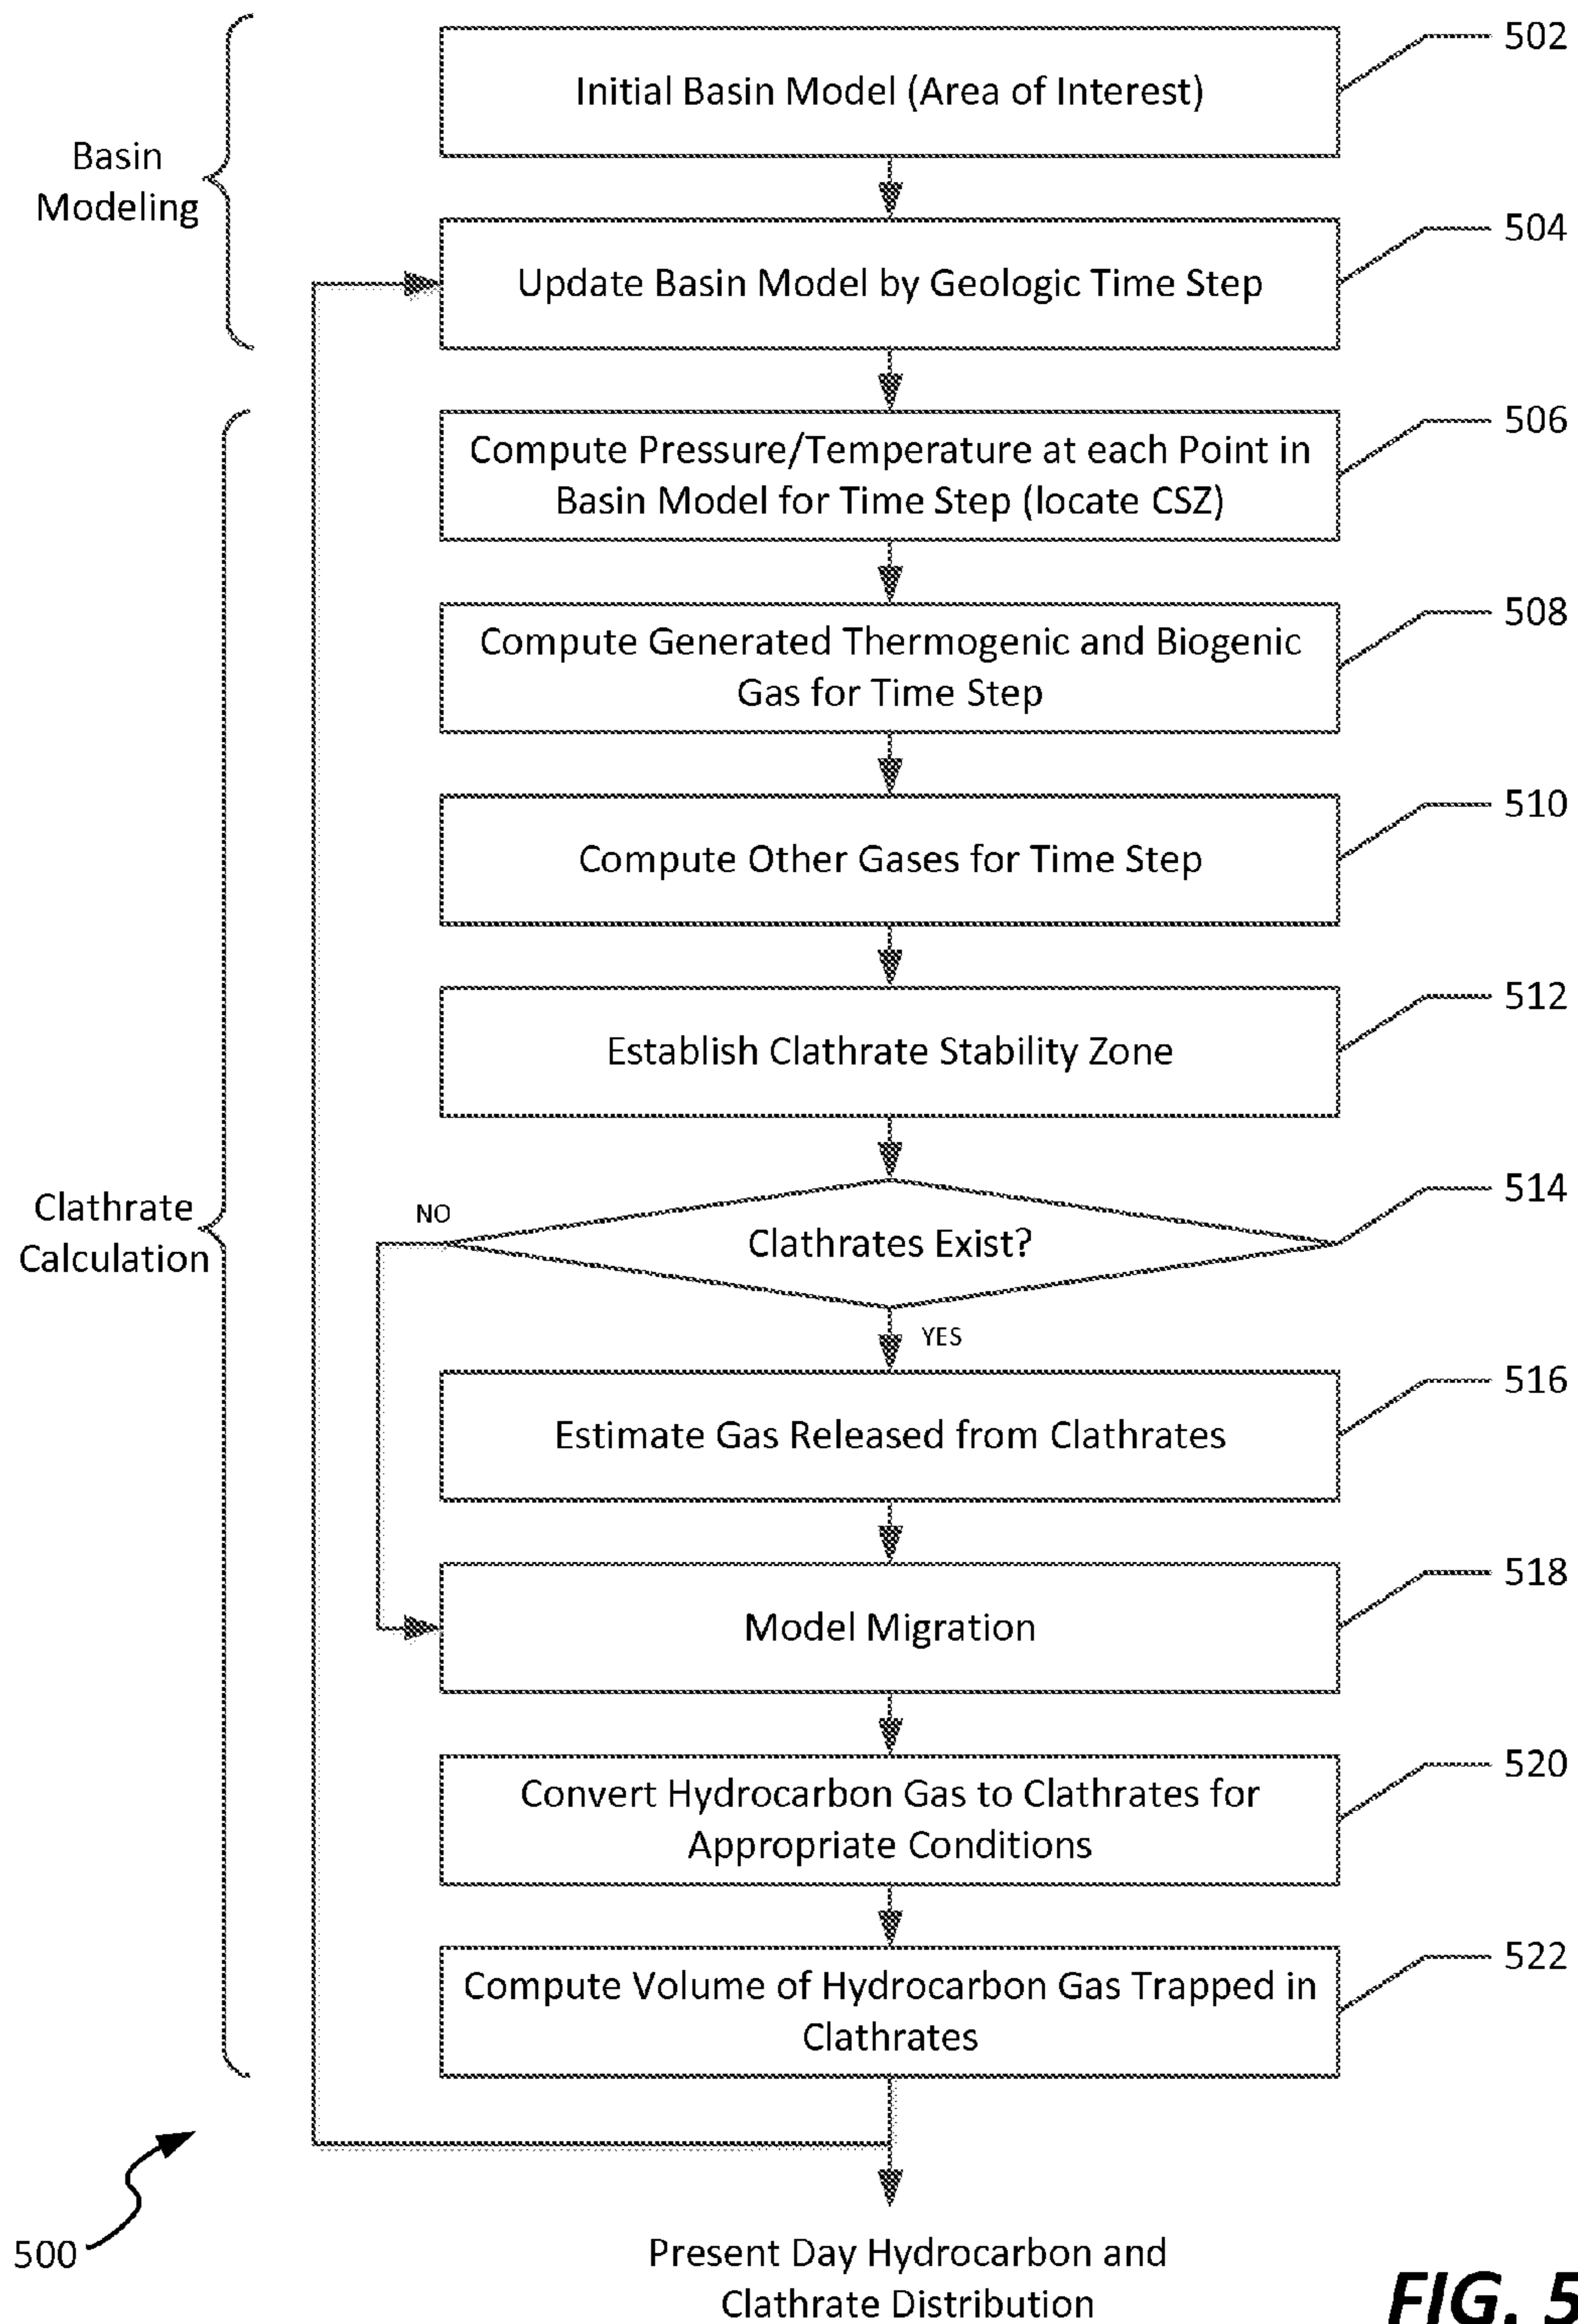 502
Initial Basin Model (Area of Interest)
Basin
Modeling
504
Update Basin Model by Geologic Time Step
506
Compute Pressure/Temperature at each Point in
Basin Model for Time Step (locate CSZ)
508
Compute Generated Thermogenic and Biogenic
Gas for Time Step
510
Compute Other Gases for Time Step
512
Establish Clathrate Stability Zone
514
Clathrate
Calculation
NO
Clathrates Exist?
YES
516
Estimate Gas Released from Clathrates
518
Model Migration
520
Convert Hydrocarbon Gas to Clathrates for
Appropriate Conditions
522
Compute Volume of Hydrocarbon Gas Trapped in
Clathrates
500
Present Day Hydrocarbon and
Clathrate Distribution
FIG. 5